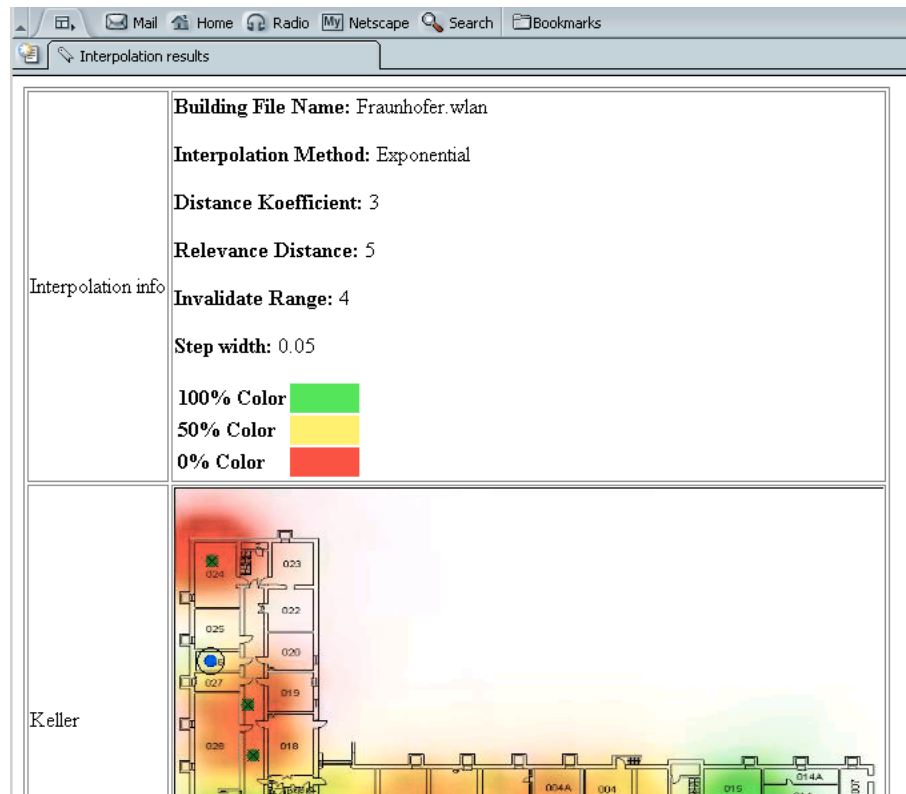 Mail Home Radio My Netscape Search Bookmarks
Interpolation results
Building File Name: Fraunhofer.wlan
Interpolation Method: Exponential
Distance Koefficient: 3
Relevance Distance: 5
Interpolation info
Invalidate Range: 4
Step width: 0.05
100% Color
50% Color
0% Color
Keller
024
023
022
025
020
027
019
028
018
004A
004
015
014A